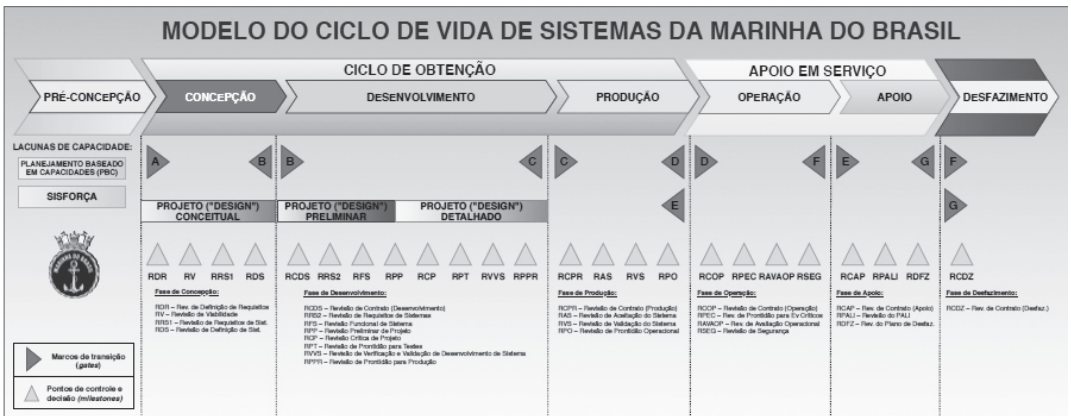 MODELO DO CICLO DE VIDA DE SISTEMAS DA MARINHA DO BRASIL
CICLO DE OBTENÇÃO
APOIO EM SERVIÇO
PRÉ-CONCEPÇÃO
CONCEPÇÃO
DESENVOLVIMENTO
PRODUÇÃO
OPERAÇÃO
APOIO
DESFAZIMENTO
LACUNAS DE CAPACIDADE:
PLANEJAMENTO BASEADO
EM CAPACIDADES (PBC)
SISFORÇA
A B B C C D D F E G F
E G
PROJETO ("DESIGN")
CONCEITUAL
PROJETO ("DESIGN")
PRELIMINAR
PROJETO ("DESIGN")
DETALHADO
MARINHA DO BRASIL
RDR RV RRS1 RDS
RCDS RRS2 RFS RPP RCP RPT RVVS RPPR
RCPR RAS RVS RPO
RCOP RPEC RAVAOP RSEG
RCAP RPALI RDFZ
RCDZ
Fase de Concepção:
RDR – Rev. de Definição de Requisitos
RV – Revisão de Viabilidade
RRS1 – Revisão de Requisitos de Sist.
RDS – Revisão de Definição de Sist.
Fase de Desenvolvimento:
RCDS – Revisão de Contrato (Desenvolvimento)
RRS2 – Revisão de Requisitos de Sistemas
RFS – Revisão Funcional de Sistema
RPP – Revisão Preliminar de Projeto
RCP – Revisão Crítica de Projeto
RPT – Revisão de Prontidão para Testes
RVVS – Revisão de Verificação e Validação de Desenvolvimento de Sistema
RPPR – Revisão de Prontidão para Produção
Fase de Produção:
RCPR – Revisão de Contrato (Produção)
RAS – Revisão de Aceitação do Sistema
RVS – Revisão de Validação do Sistema
RPO – Revisão de Prontidão Operacional
Fase de Operação:
RCOP – Revisão de Contrato (Operação)
RPEC – Rev. de Prontidão para Ev Críticos
RAVAOP – Rev. de Avaliação Operacional
RSEG – Revisão de Segurança
Fase de Apoio:
RCAP – Rev. de Contrato (Apoio)
RPALI – Revisão do PALI
RDFZ – Rev. do Plano de Desfaz.
Fase de Desfazimento:
RCDZ – Rev. de Contrato (Desfaz.)
Marcos de transição
(gates)
Pontos de controle e
decisão (milestones)